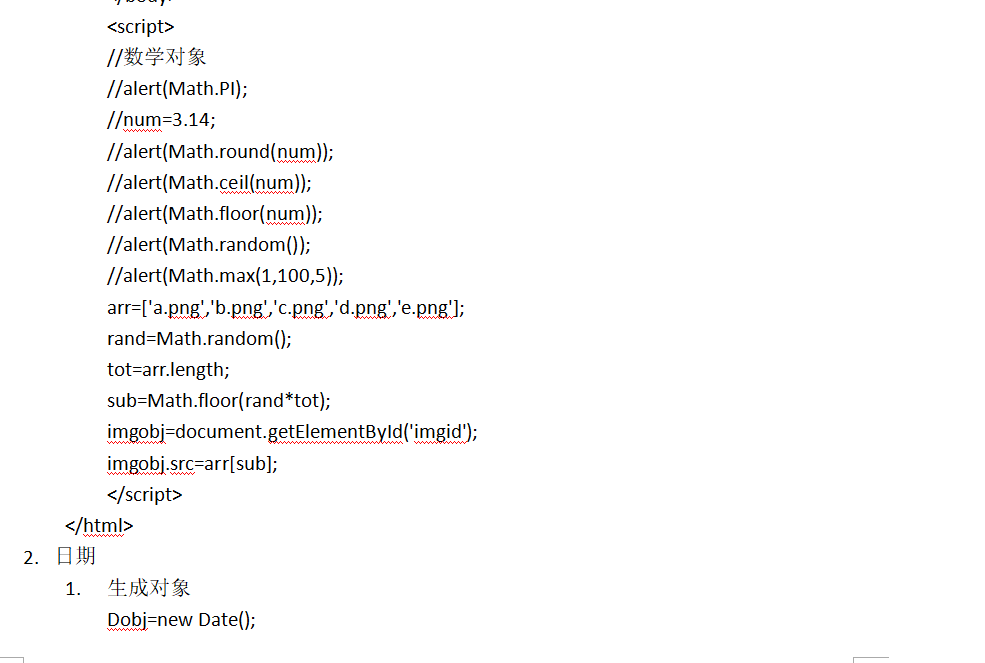 </body>
<script>
//数学对象
//alert(Math.PI);
//num=3.14;
//alert(Math.round(num));
//alert(Math.ceil(num));
//alert(Math.floor(num));
//alert(Math.random());
//alert(Math.max(1,100,5));
arr=['a.png','b.png','c.png','d.png','e.png'];
rand=Math.random();
tot=arr.length;
sub=Math.floor(rand*tot);
imgobj=document.getElementById('imgid');
imgobj.src=arr[sub];
</script>
</html>
2. 日期
1. 生成对象
Dobj=new Date();